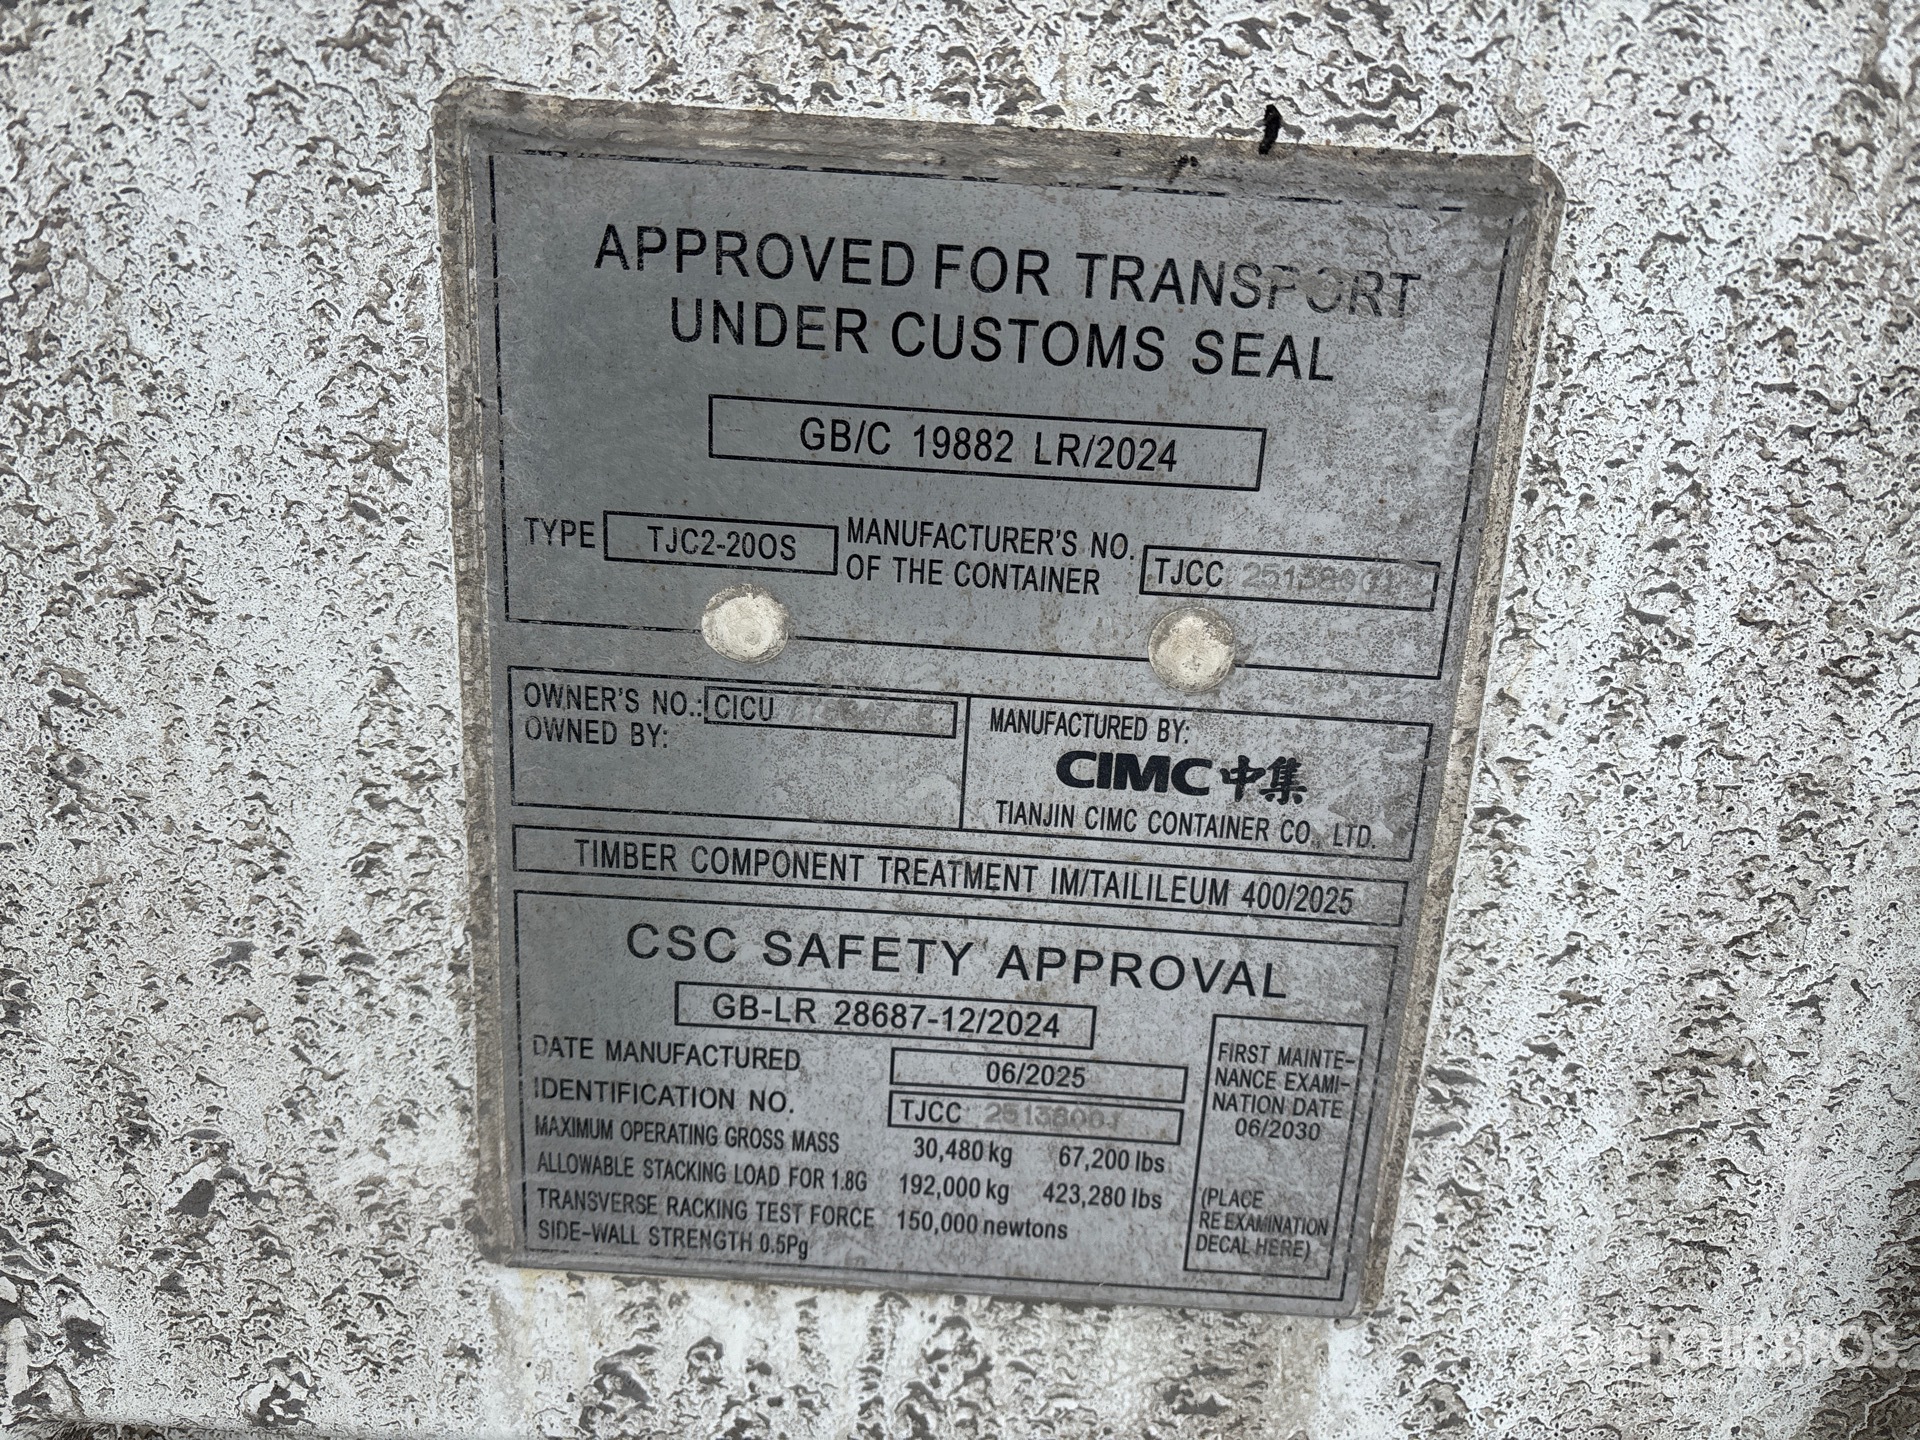 APPROVED FOR TRANSPORT
UNDER CUSTOMS SEAL
GB/C 19882 LR/2024
TYPE TJC2-20OS MANUFACTURER'S NO.
OF THE CONTAINER TJCC
OWNER'S NO.: CICU
OWNED BY:
MANUFACTURED BY:
CIMC 中集
TIANJIN CIMC CONTAINER CO., LTD.
TIMBER COMPONENT TREATMENT IM/TAILILEUM 400/2025
CSC SAFETY APPROVAL
GB-LR 28687-12/2024
DATE MANUFACTURED 06/2025
IDENTIFICATION NO. TJCC
MAXIMUM OPERATING GROSS MASS 30,480 kg 67,200 lbs
ALLOWABLE STACKING LOAD FOR 1.8G 192,000 kg 423,280 lbs
TRANSVERSE RACKING TEST FORCE 150,000 newtons
SIDE-WALL STRENGTH 0.5Pg
FIRST MAINTE-
NANCE EXAMI-
NATION DATE
06/2030
(PLACE
RE EXAMINATION
DECAL HERE)